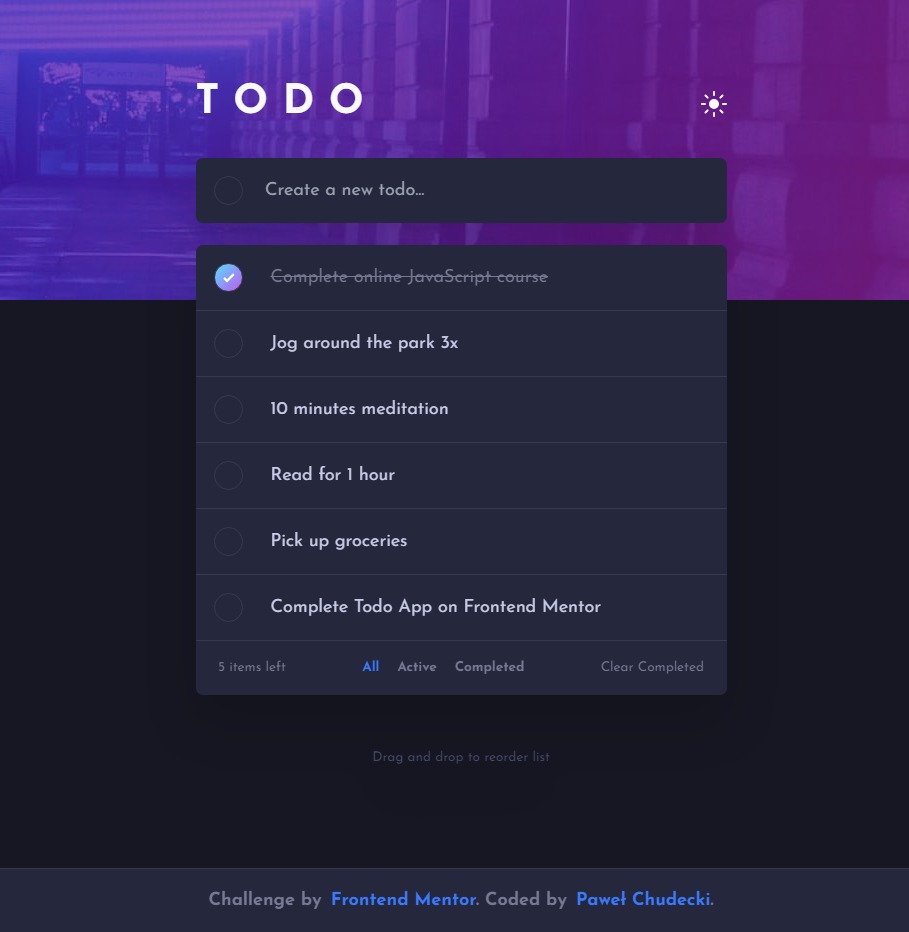 TODO
Create a new todo...
Complete online JavaScript course
Jog around the park 3x
10 minutes meditation
Read for 1 hour
Pick up groceries
Complete Todo App on Frontend Mentor
5 items left All Active Completed Clear Completed
Drag and drop to reorder list
Challenge by Frontend Mentor. Coded by Paweł Chudecki.